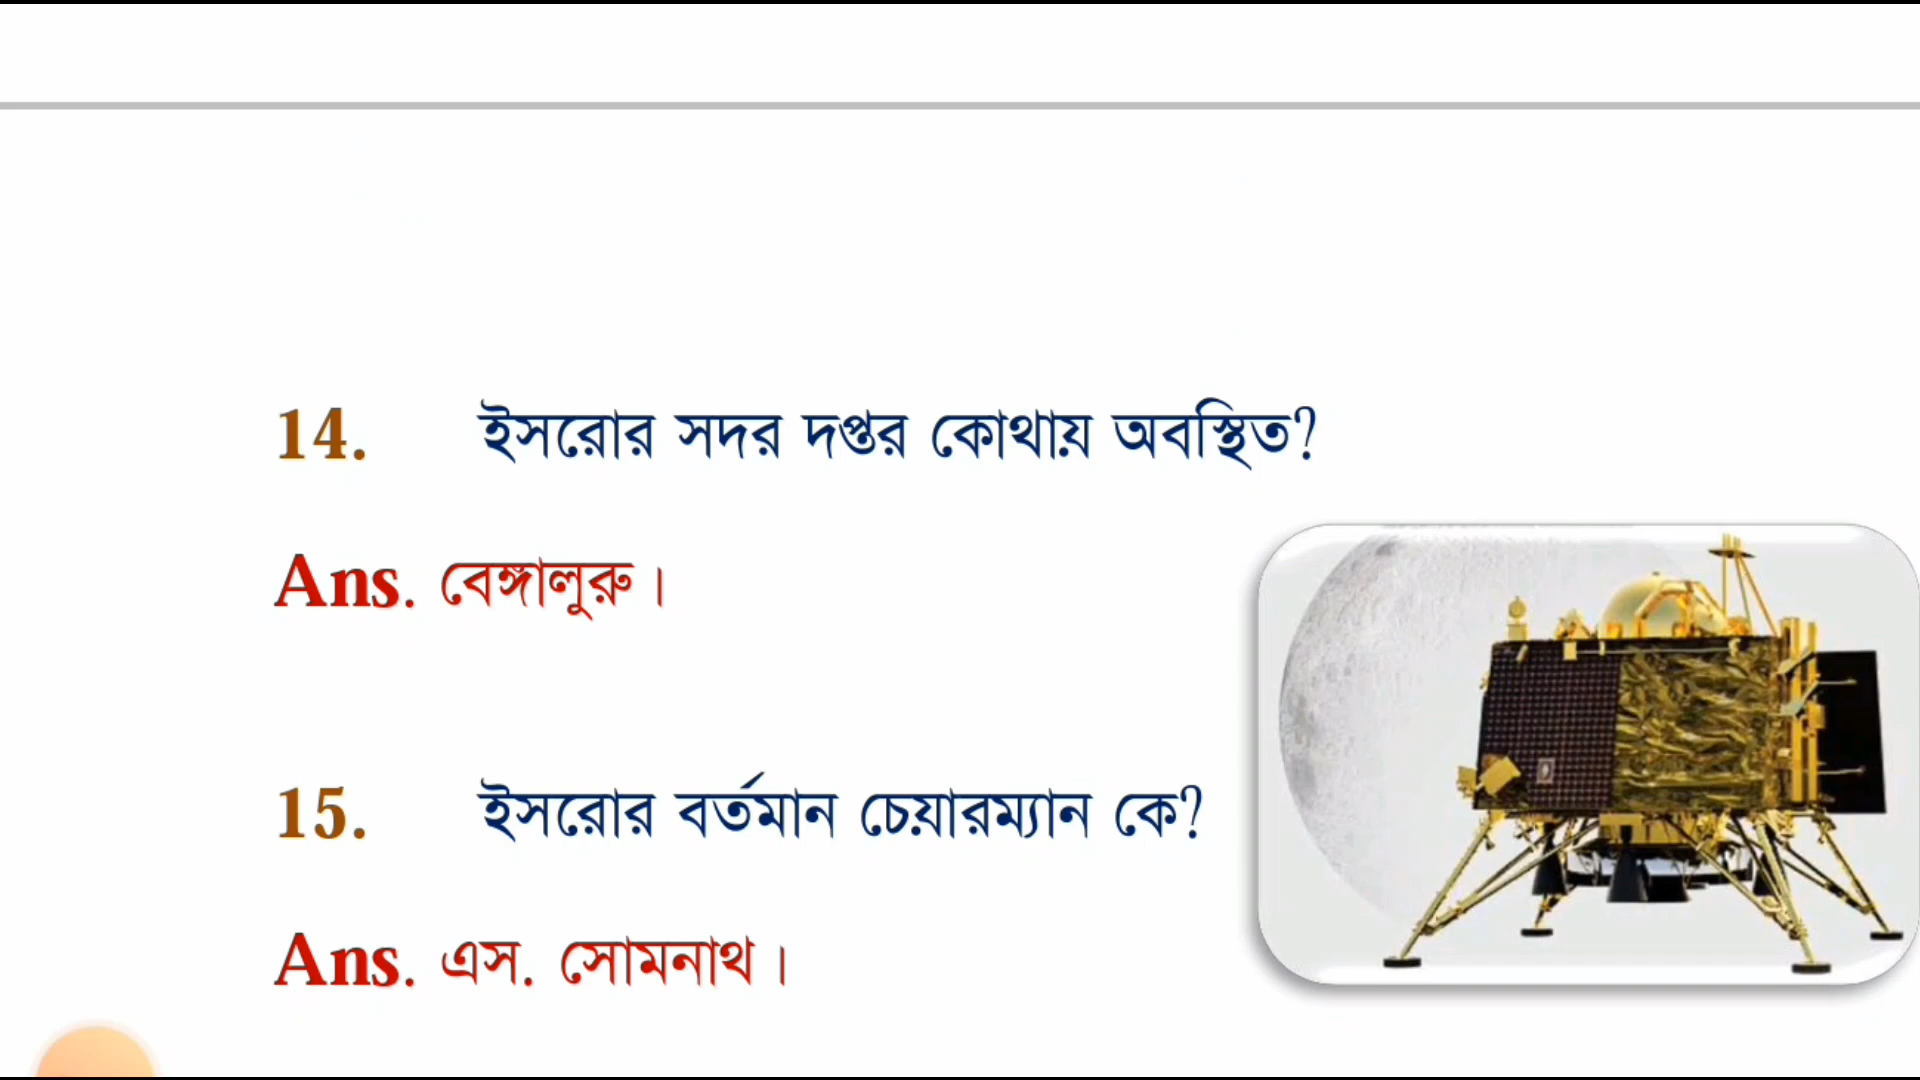 14. ইসরোর সদর দপ্তর কোথায় অবস্থিত?
Ans. বেঙ্গালুরু।
15. ইসরোর বর্তমান চেয়ারম্যান কে?
Ans. এস. সোমনাথ।